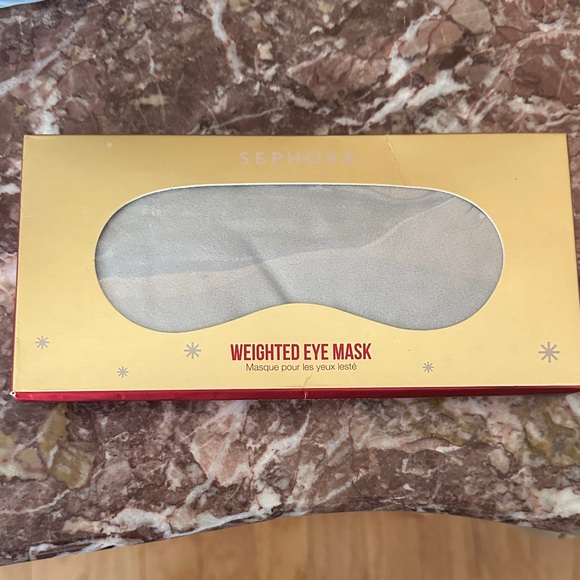 SEPHORA
WEIGHTED EYE MASK
Masque pour les yeux lesté